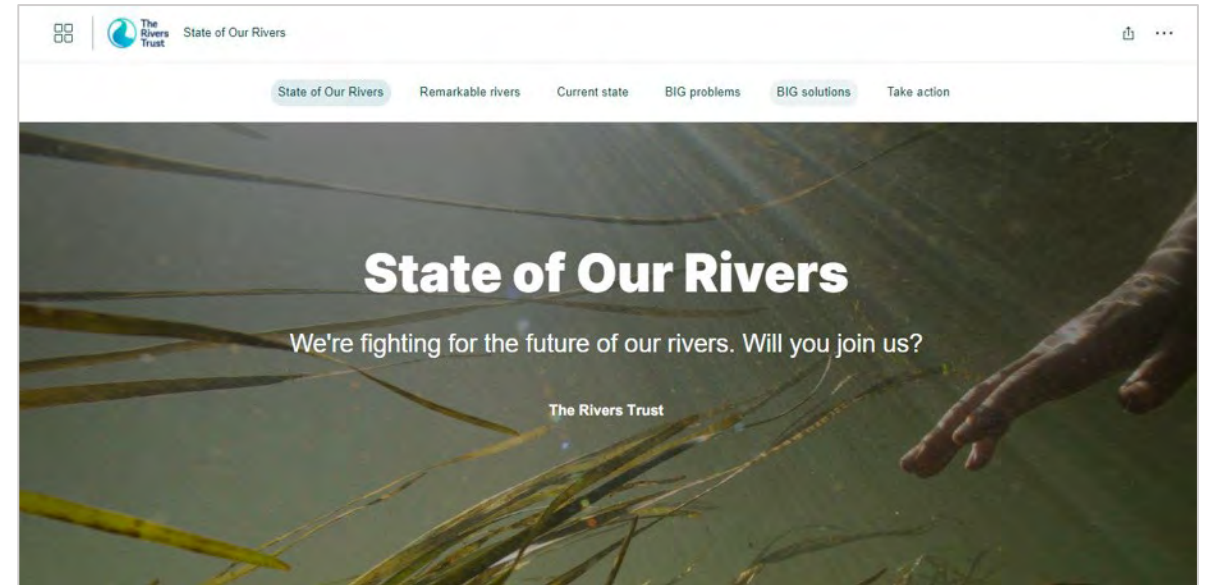 The
Rivers
Trust
State of Our Rivers
State of Our Rivers Remarkable rivers Current state BIG problems BIG solutions Take action
State of Our Rivers
We're fighting for the future of our rivers. Will you join us?
The Rivers Trust